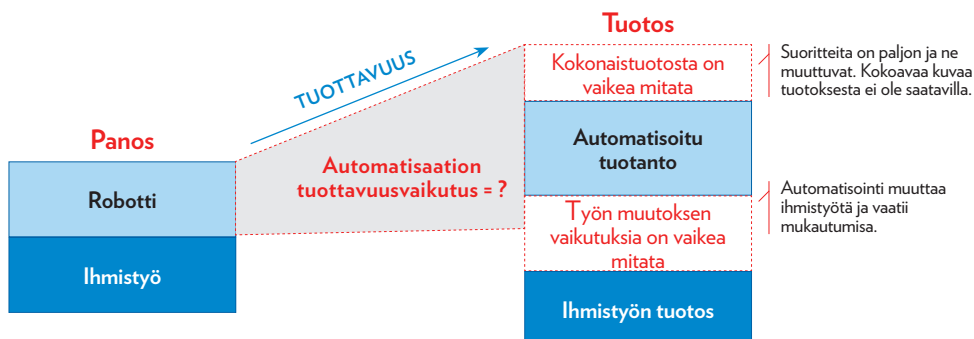 Panos
Robotti
Ihmistyö
TUOTTAVUUS
Automatisaation
tuottavuusvaikutus = ?
Tuotos
Kokonaistuotosta on
vaikea mitata
Automatisoitu
tuotanto
Työn muutoksen
vaikutuksia on vaikea
mitata
Ihmistyön tuotos
Suoritteita on paljon ja ne
muuttuvat. Kokoavaa kuvaa
tuotoksesta ei ole saatavilla.
Automatisointi muuttaa
ihmistyötä ja vaatii
mukautumisa.